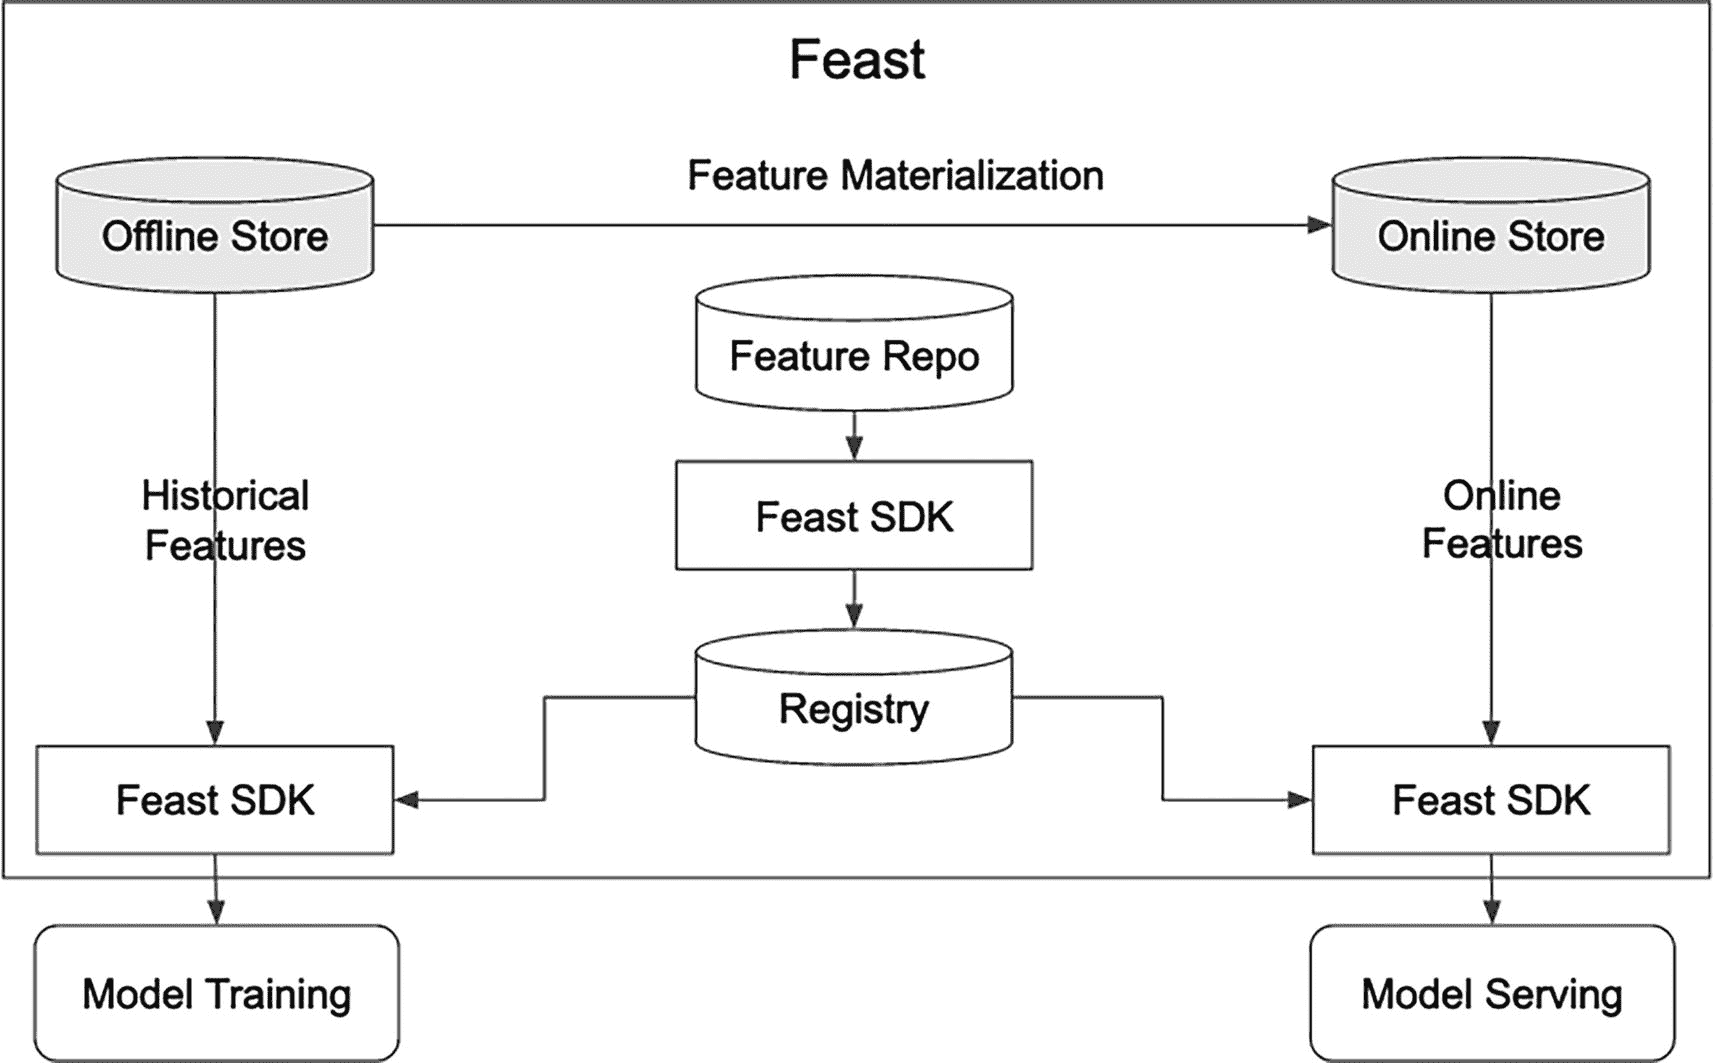 Feast
Feature Materialization
Offline Store
Online Store
Feature Repo
Historical
Features
Feast SDK
Online
Features
Registry
Feast SDK
Feast SDK
Model Training
Model Serving